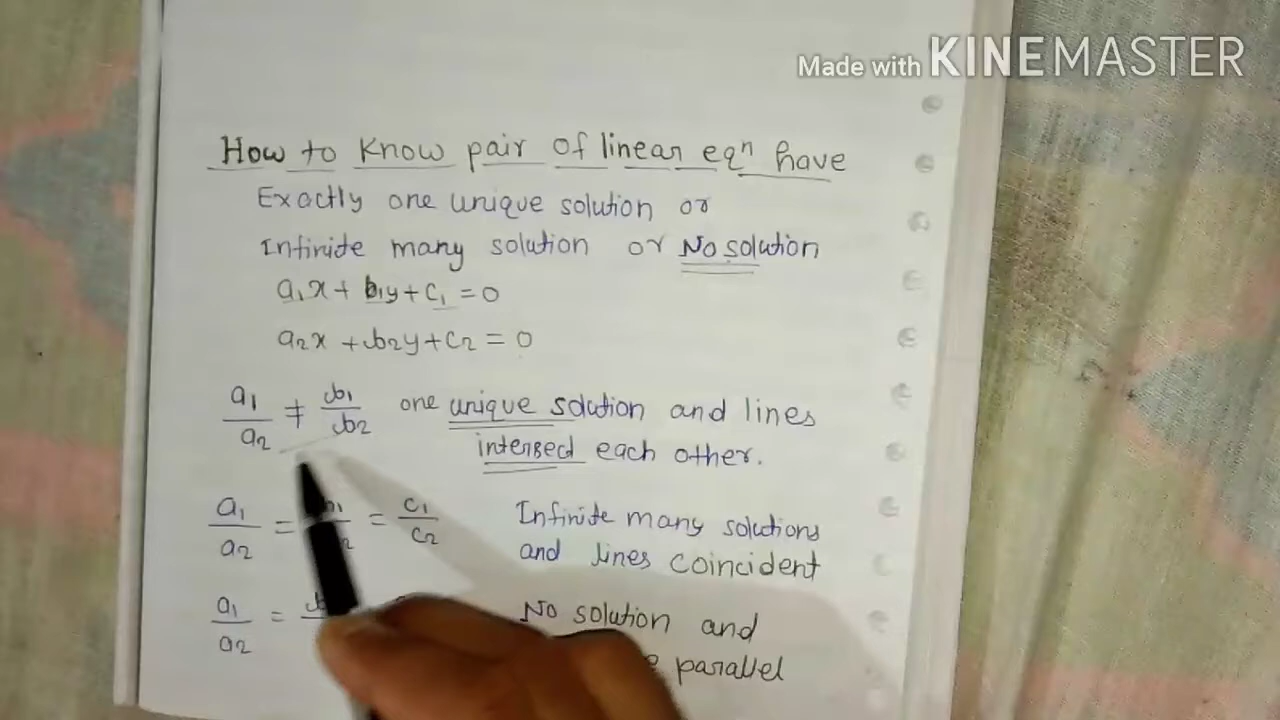 Made with KINEMASTER
How to Know pair of linear eqⁿ have
Exactly one unique solution or
Infinite many solution or No solution
a₁x + b₁y + c₁ = 0
a₂x + b₂y + c₂ = 0
a₁/a₂ ≠ b₁/b₂ one unique solution and lines
intersed each other.
a₁/a₂ = = c₁/c₂ Infinite many solutions
and lines coincident
a₁/a₂ = No solution and
parallel